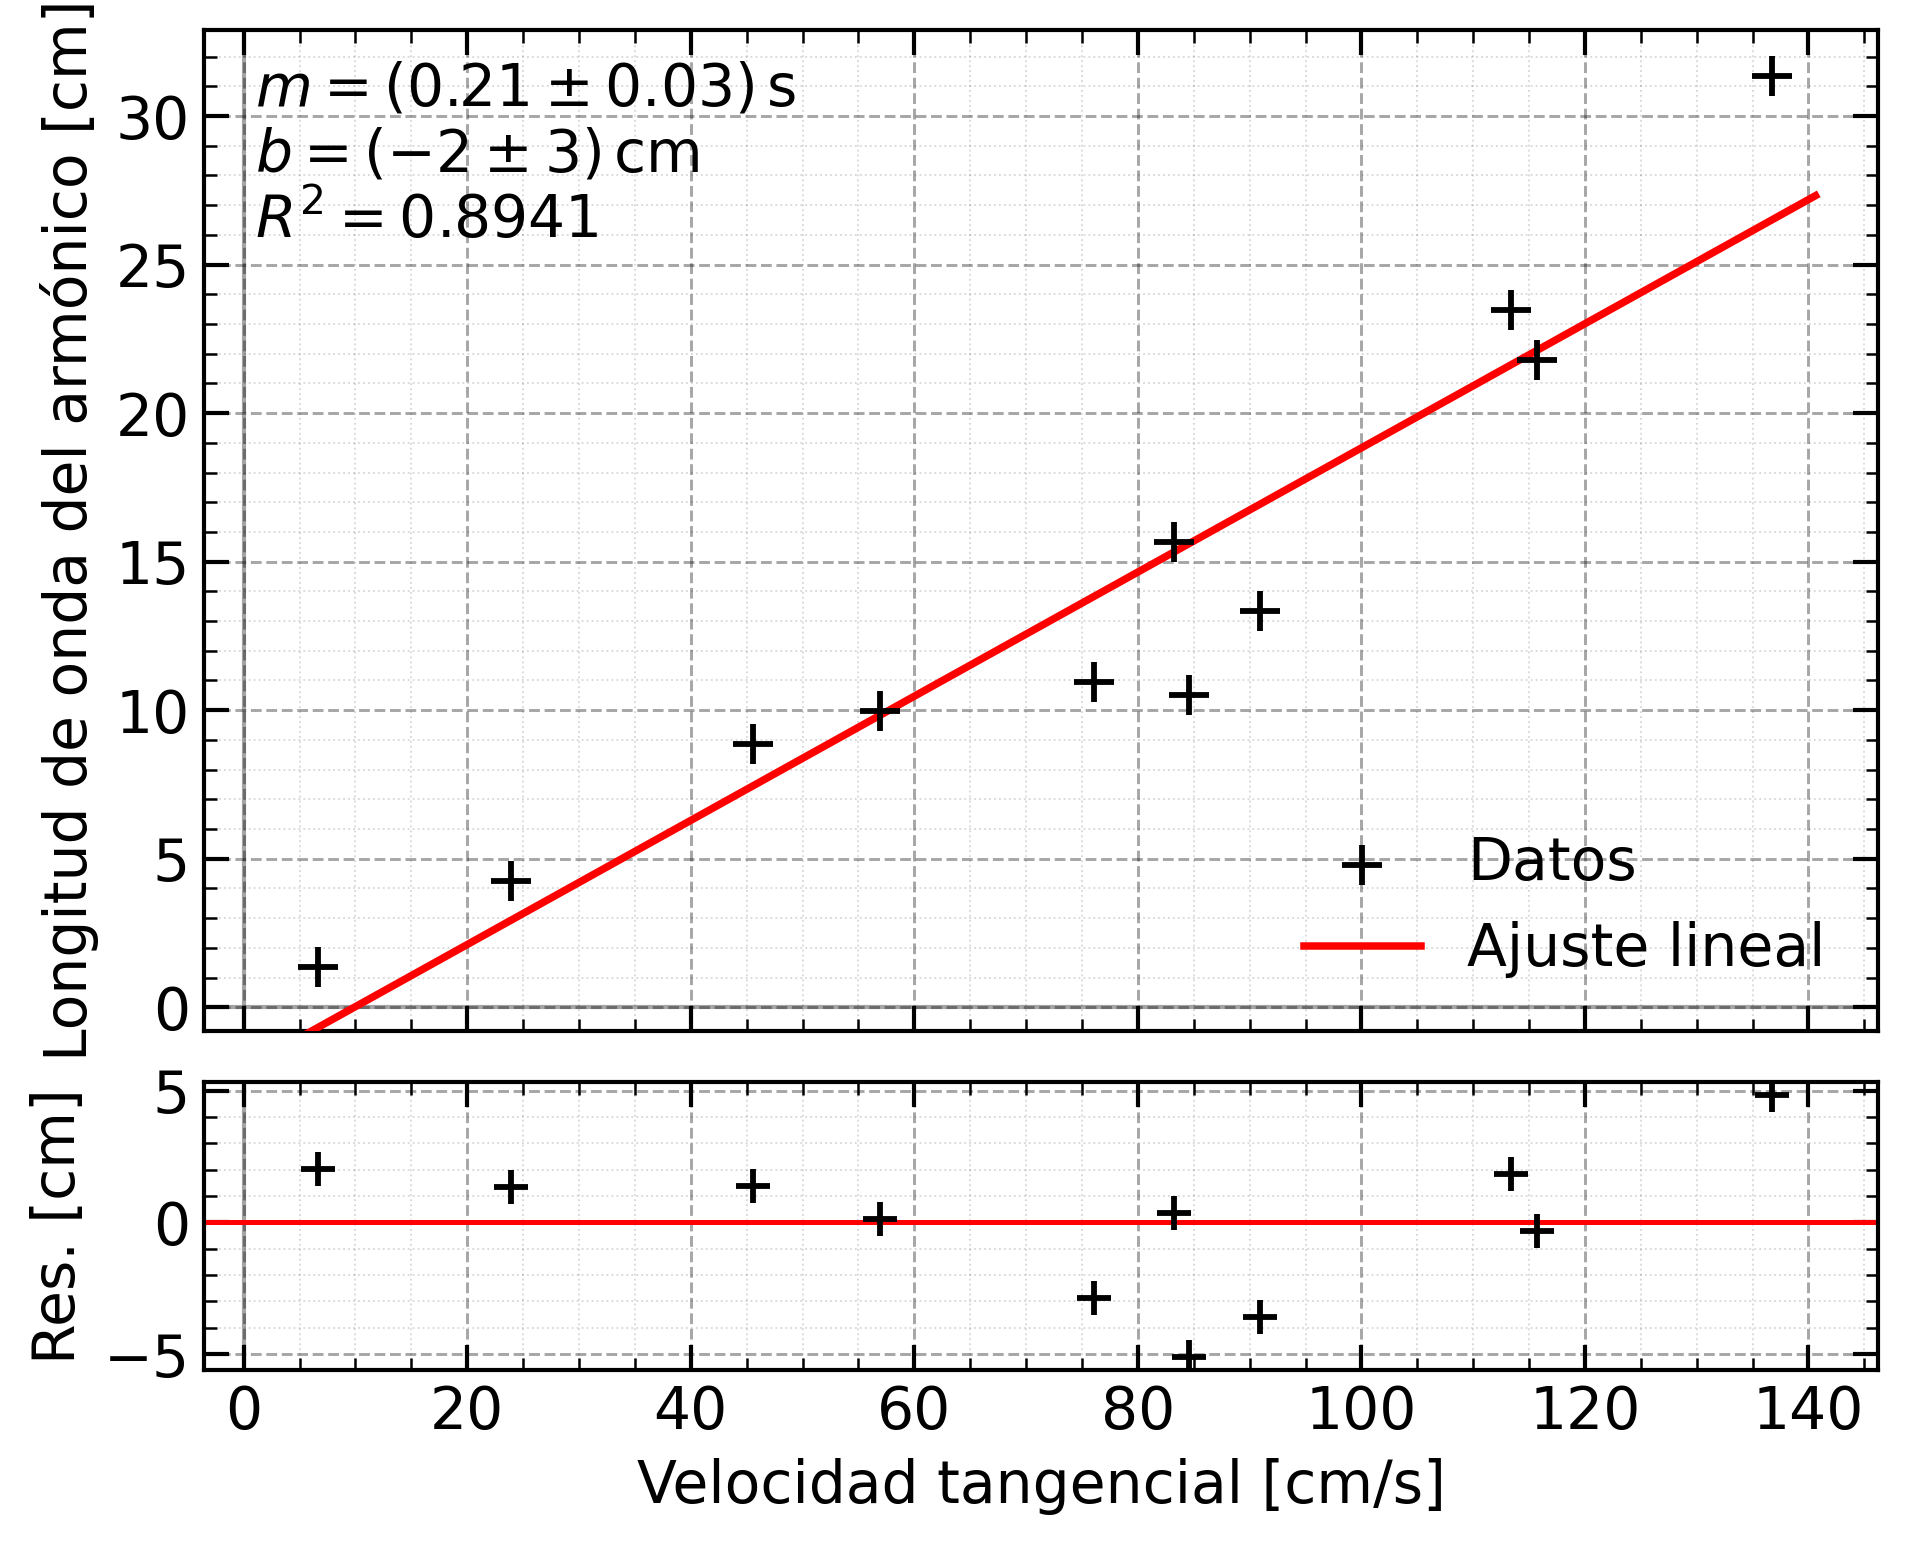 Longitud de onda del armónico [cm]
m = (0.21 ± 0.03) s
b = (−2 ± 3) cm
R² = 0.8941
30
25
20
15
10
5
0
Datos
Ajuste lineal
Res. [cm]
5
0
−5
0 20 40 60 80 100 120 140
Velocidad tangencial [cm/s]